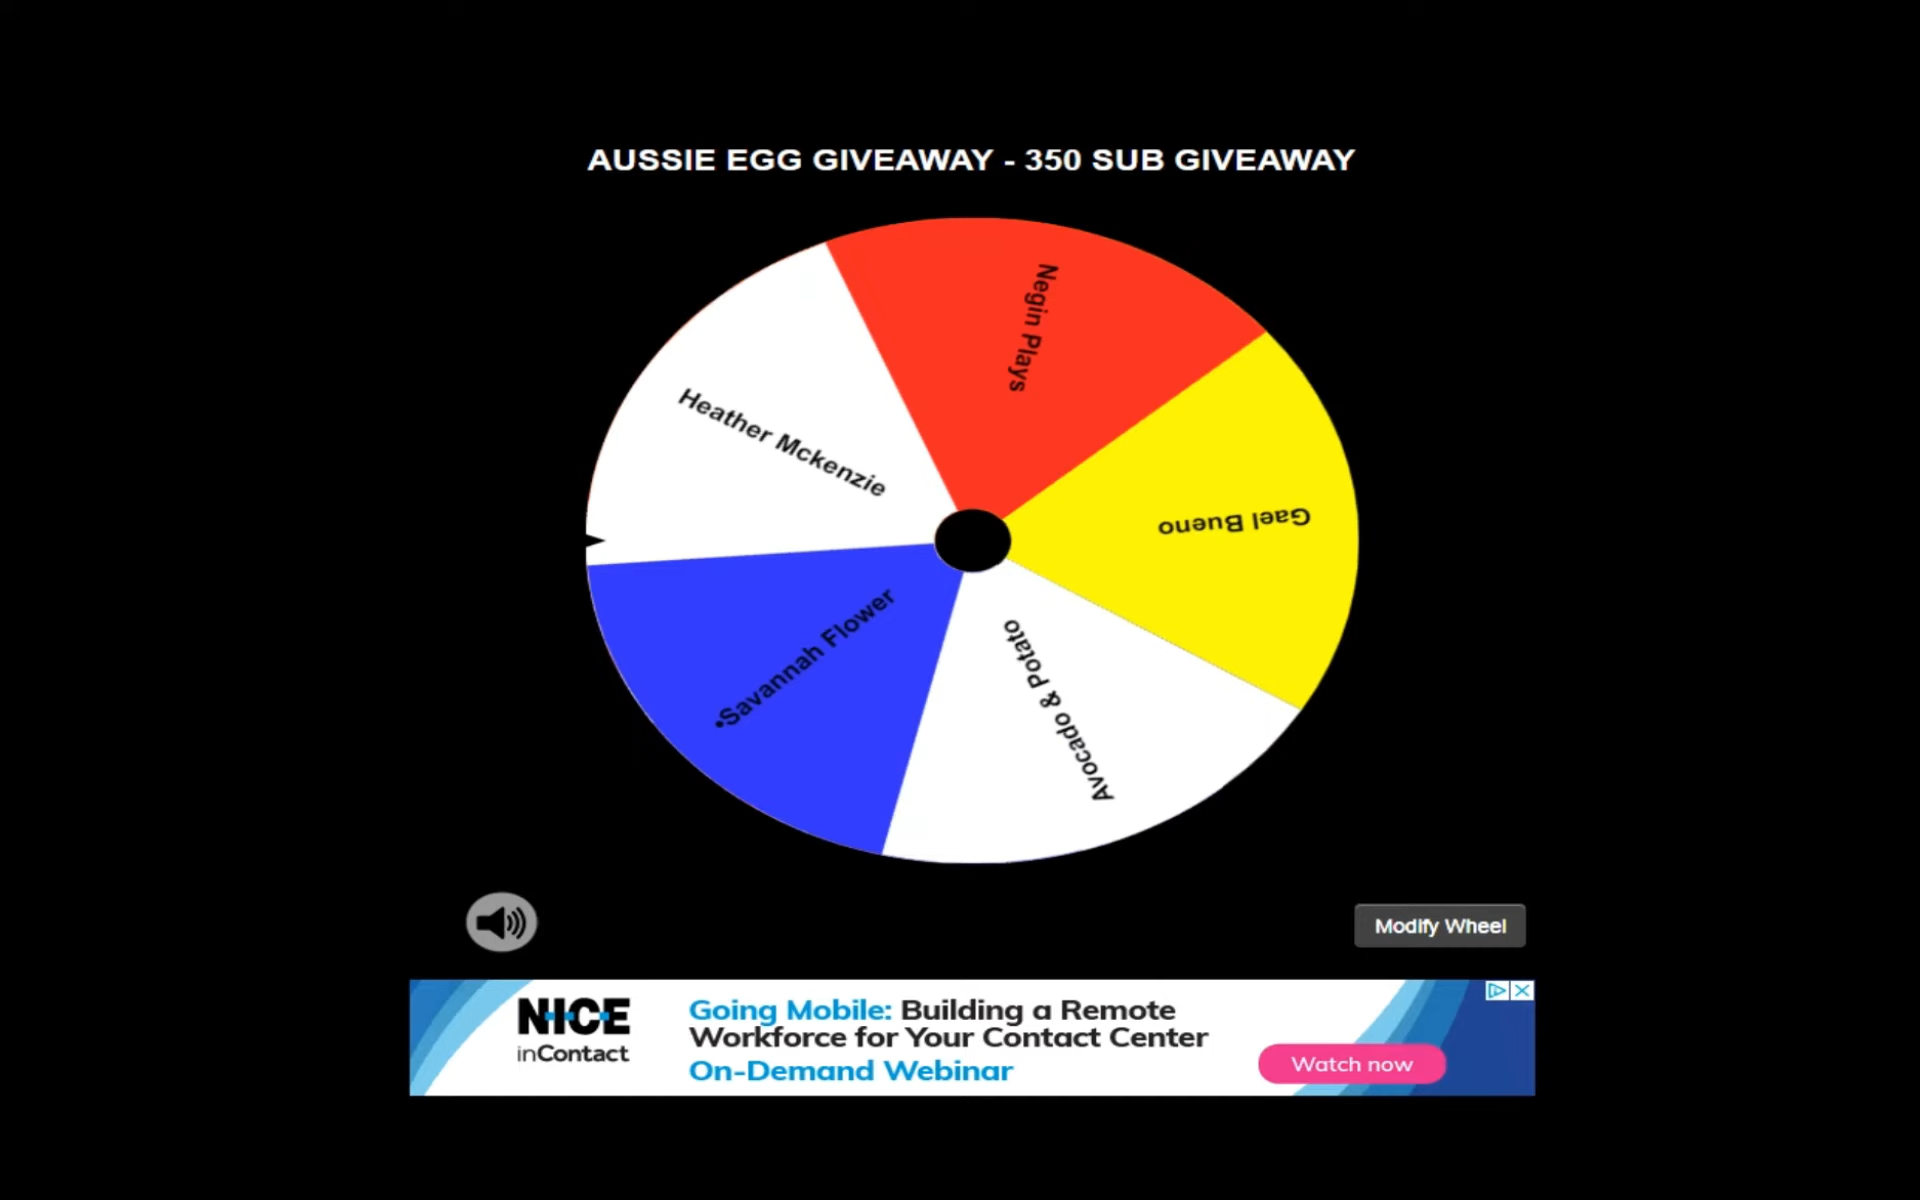 AUSSIE EGG GIVEAWAY - 350 SUB GIVEAWAY
Negin Plays
Heather Mckenzie
Gael Bueno
•Savannah Flower
Avocado & Potato
Modify Wheel
NICE
inContact
Going Mobile: Building a Remote
Workforce for Your Contact Center
On-Demand Webinar
Watch now